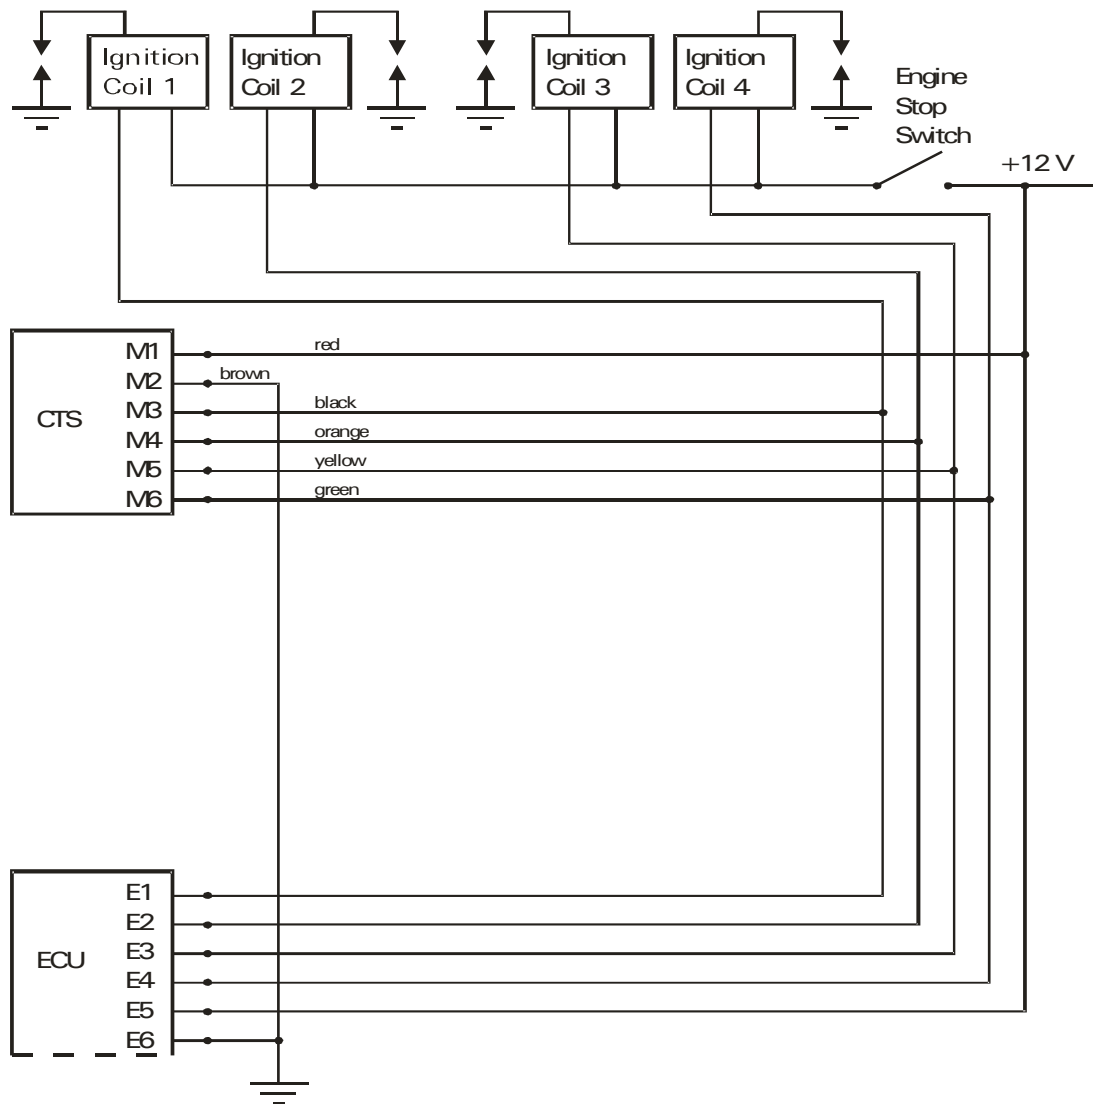 Ignition
Coil 1
Ignition
Coil 2
Ignition
Coil 3
Ignition
Coil 4
Engine
Stop
Switch
+12 V
CTS
M1
M2
M3
M4
M5
M6
red
brown
black
orange
yellow
green
ECU
E1
E2
E3
E4
E5
E6